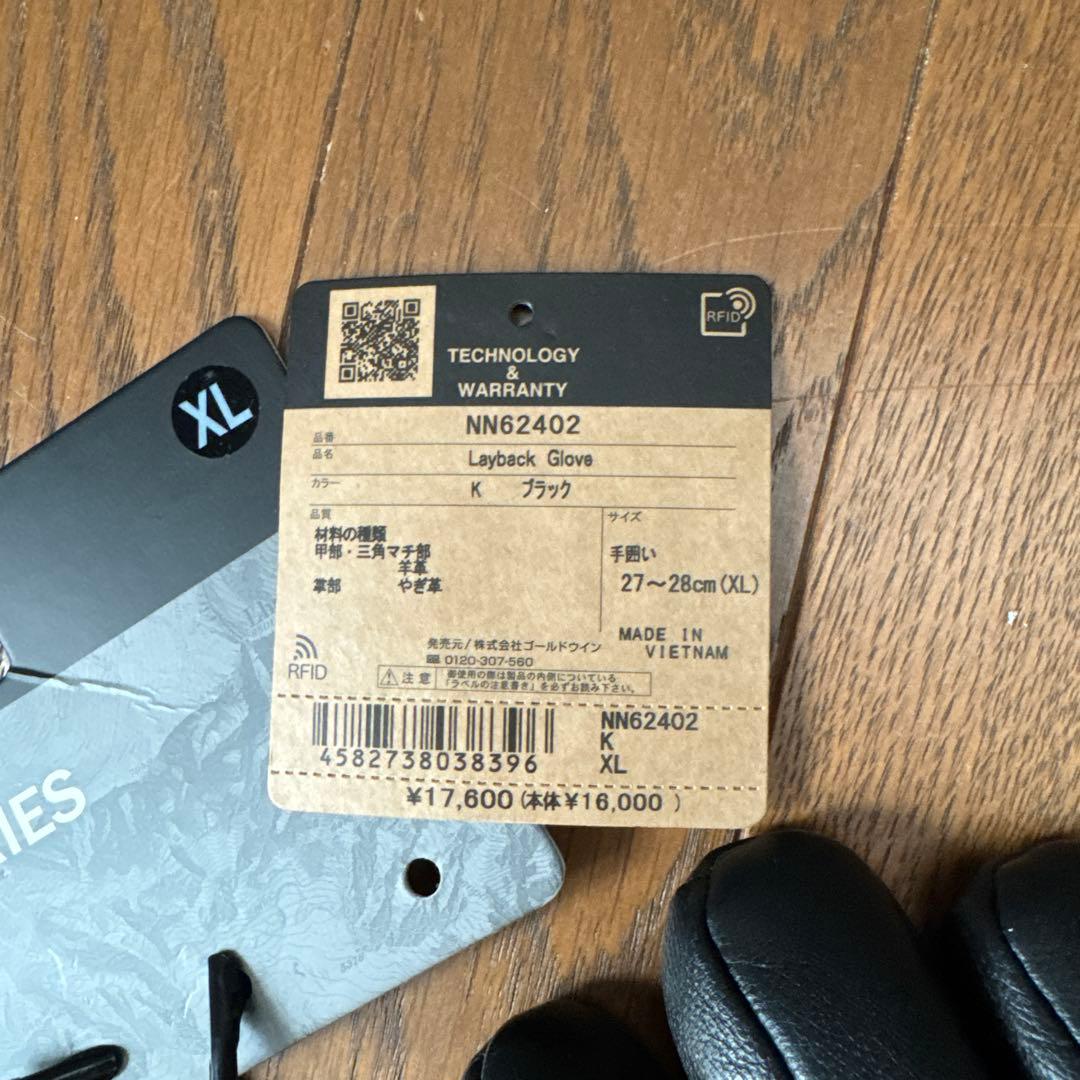 XL
RFID
TECHNOLOGY
&
WARRANTY
品番 NN62402
品名 Layback Glove
カラー K ブラック
品質
材料の種類
甲部・三角マチ部
羊革
掌部 やぎ革
サイズ
手囲い
27～28cm(XL)
MADE IN
VIETNAM
発売元/株式会社ゴールドウイン
☎ 0120-307-560
RFID
⚠注意 御使用の際は製品の内側についている
「ラベルの注意書き」を必ずお読み下さい。
4582738038396
NN62402
K
XL
¥17,600(本体¥16,000 )
IES